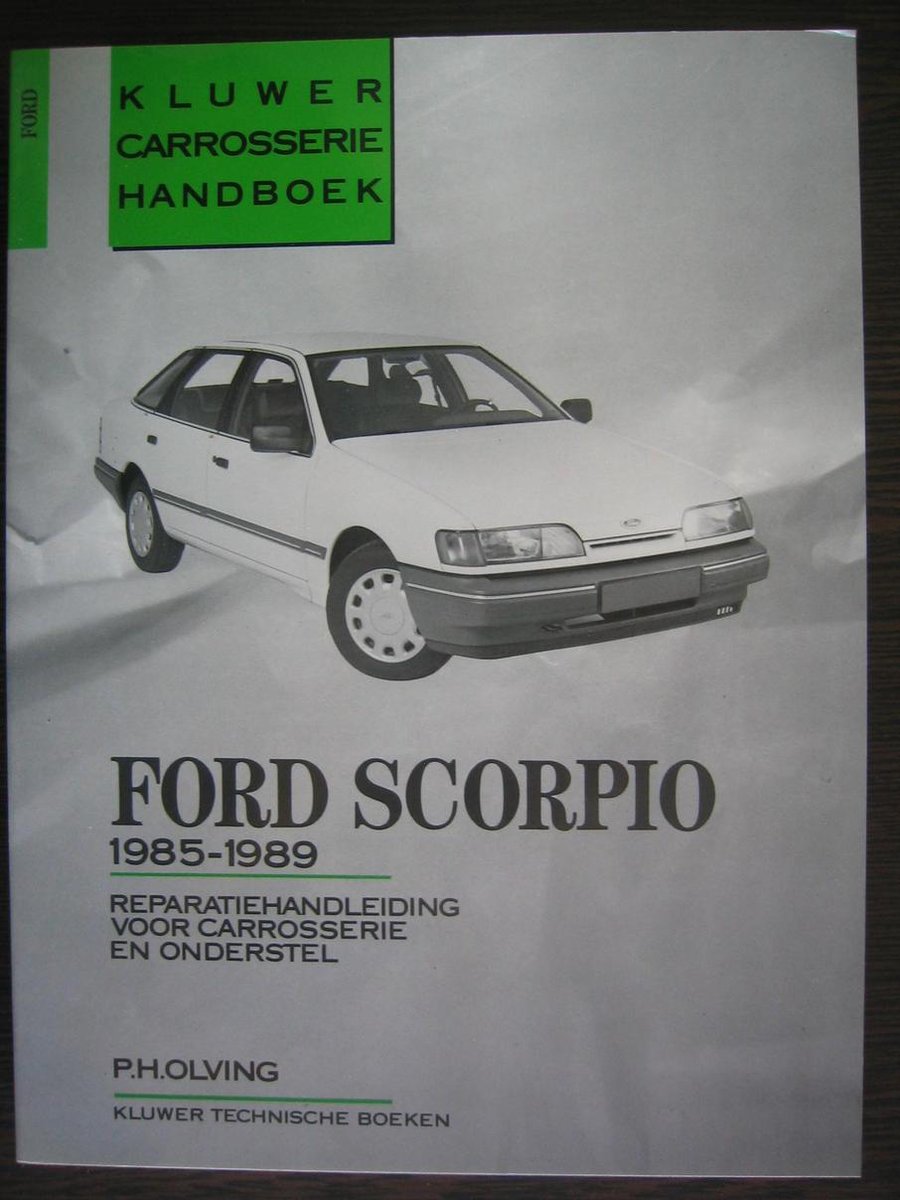 FORD
KLUWER
CARROSSERIE
HANDBOEK
FORD SCORPIO
1985-1989
REPARATIEHANDLEIDING
VOOR CARROSSERIE
EN ONDERSTEL
P.H.OLVING
KLUWER TECHNISCHE BOEKEN